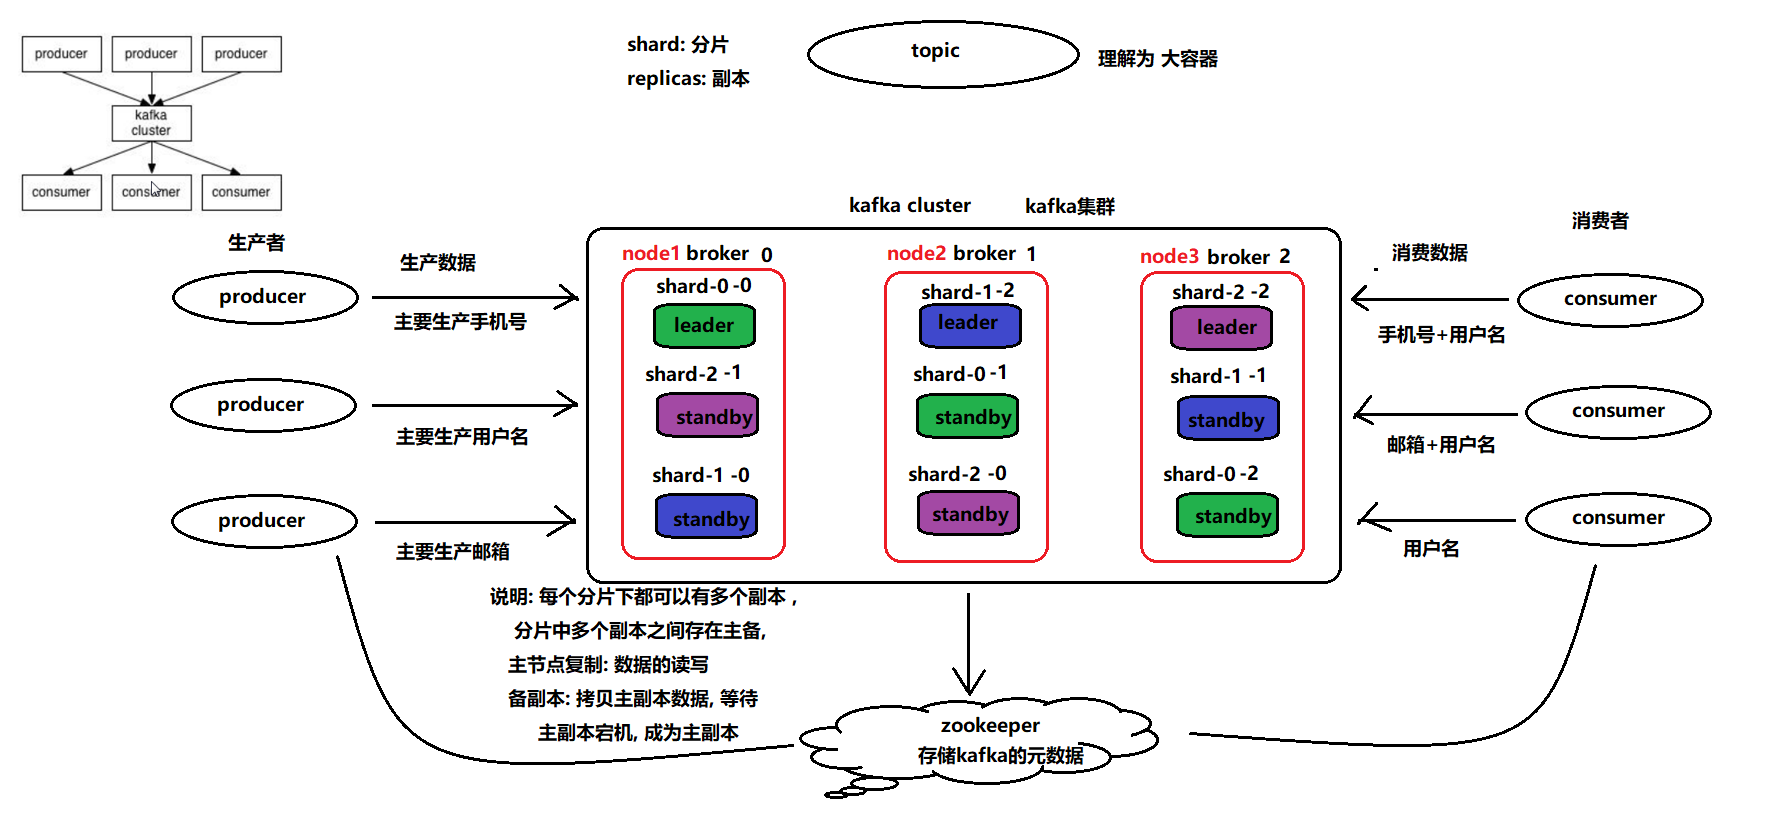 producer
producer
producer
kafka
cluster
consumer
consumer
consumer
shard: 分片
replicas: 副本
topic
理解为 大容器
kafka cluster
kafka集群
生产者
producer
producer
producer
生产数据
主要生产手机号
主要生产用户名
主要生产邮箱
node1 broker 0
shard-0 -0
leader
shard-2 -1
standby
shard-1 -0
standby
node2 broker 1
shard-1 -2
leader
shard-0 -1
standby
shard-2 -0
standby
node3 broker 2
shard-2 -2
leader
shard-1 -1
standby
shard-0 -2
standby
消费数据
手机号+用户名
邮箱+用户名
用户名
消费者
consumer
consumer
consumer
说明: 每个分片下都可以有多个副本 ,
分片中多个副本之间存在主备,
主节点复制: 数据的读写
备副本: 拷贝主副本数据, 等待
主副本宕机, 成为主副本
zookeeper
存储kafka的元数据